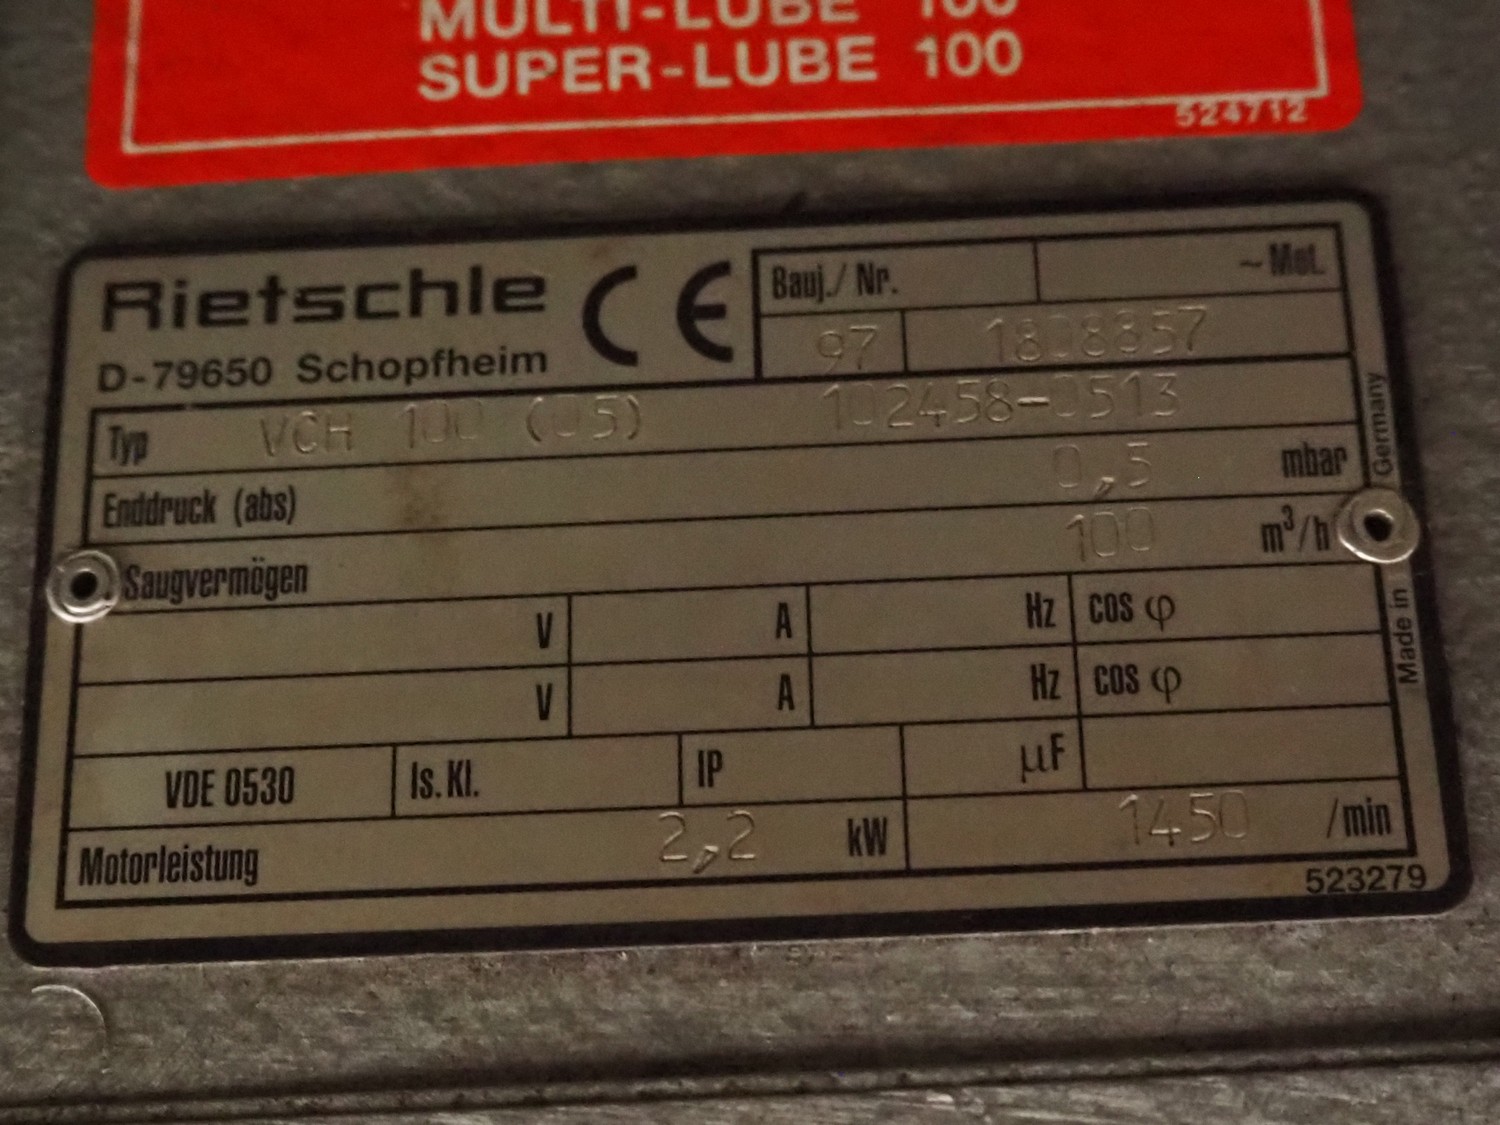 MULTI-LUBE 100
SUPER-LUBE 100
524712
Rietschle CE
D-79650 Schopfheim
Bauj./ Nr. ~ Mot.
97 1808357
Typ VCH 100 (05) 102458-0513
Enddruck (abs) 0,5 mbar
Saugvermögen 100 m³/h
V A Hz cos φ
V A Hz cos φ
VDE 0530 Is. Kl. IP µF
Motorleistung 2,2 kW 1450 /min
523279
Made in Germany